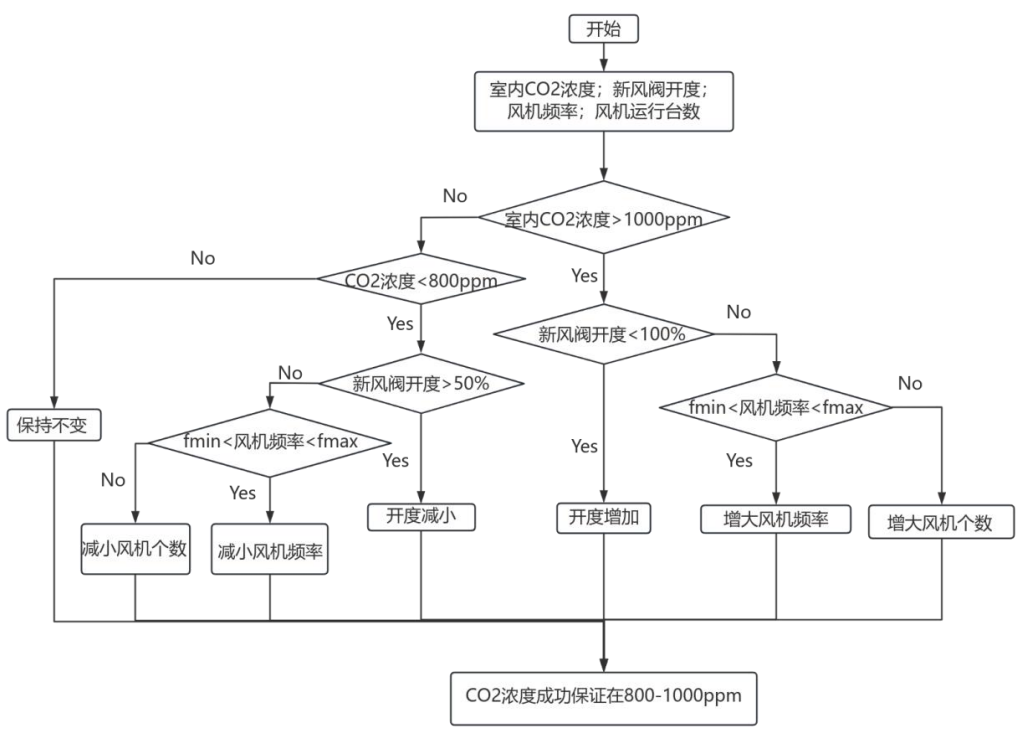 开始
室内CO2浓度；新风阀开度；
风机频率；风机运行台数
No
室内CO2浓度>1000ppm
No
CO2浓度<800ppm
Yes
No
Yes
新风阀开度<100%
No
新风阀开度>50%
No
fmin<风机频率<fmax
保持不变
fmin<风机频率<fmax
Yes
Yes
Yes
No
Yes
开度减小
开度增加
增大风机频率
增大风机个数
减小风机个数
减小风机频率
CO2浓度成功保证在800-1000ppm